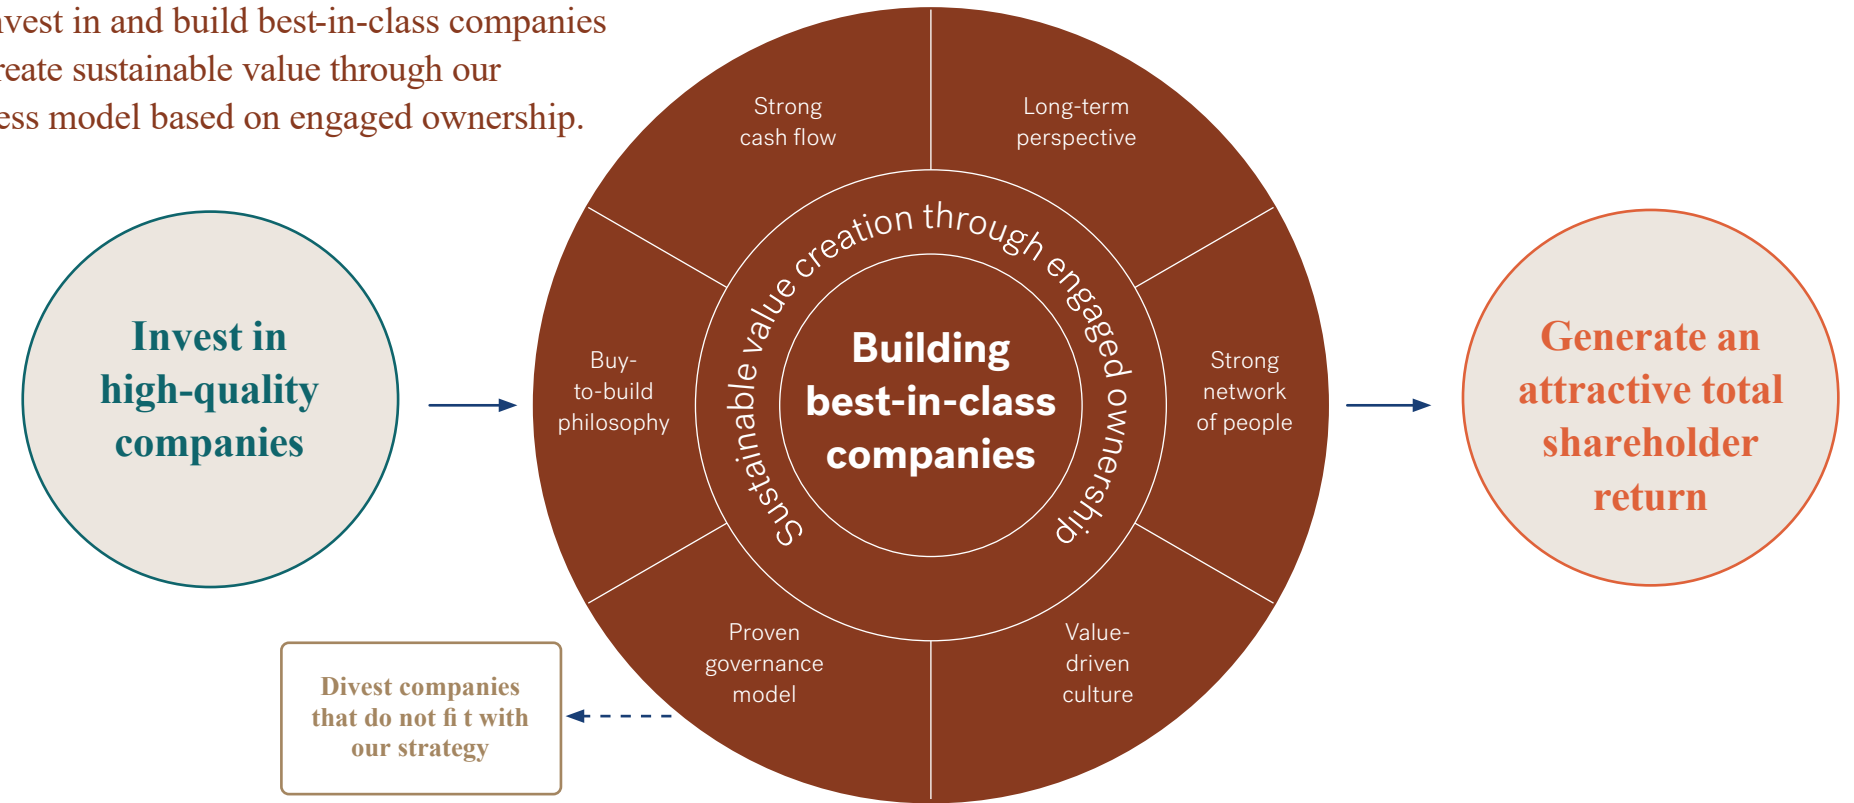 nvest in and build best-in-class companies
reate sustainable value through our
ess model based on engaged ownership.
Strong
cash flow
Long-term
perspective
Sustainable value creation through engaged ownership
Invest in
high-quality
companies
Buy-
to-build
philosophy
Building
best-in-class
companies
Strong
network
of people
Generate an
attractive total
shareholder
return
Proven
governance
model
Value-
driven
culture
Divest companies
that do not fi t with
our strategy